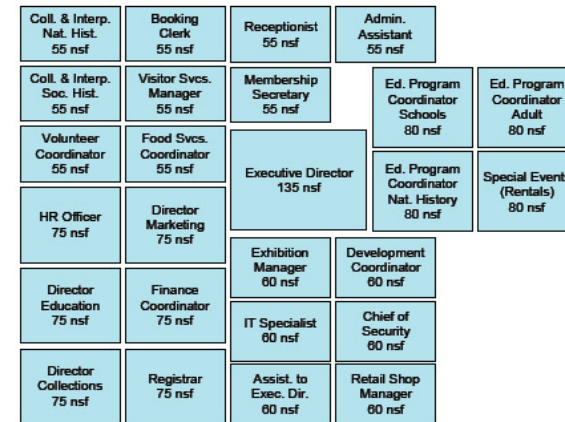 Coll. & Interp.
Nat. Hist.
55 nsf
Booking
Clerk
55 nsf
Receptionist
55 nsf
Admin.
Assistant
55 nsf
Coll. & Interp.
Soc. Hist.
55 nsf
Visitor Svcs.
Manager
55 nsf
Membership
Secretary
55 nsf
Ed. Program
Coordinator
Schools
80 nsf
Ed. Program
Coordinator
Adult
80 nsf
Volunteer
Coordinator
55 nsf
Food Svcs.
Coordinator
55 nsf
Executive Director
135 nsf
Ed. Program
Coordinator
Nat. History
80 nsf
Special Event
(Rentals)
80 nsf
HR Officer
75 nsf
Director
Marketing
75 nsf
Exhibition
Manager
60 nsf
Development
Coordinator
60 nsf
Director
Education
75 nsf
Finance
Coordinator
75 nsf
IT Specialist
60 nsf
Chief of
Security
60 nsf
Director
Collections
75 nsf
Registrar
75 nsf
Assist. to
Exec. Dir.
60 nsf
Retail Shop
Manager
60 nsf